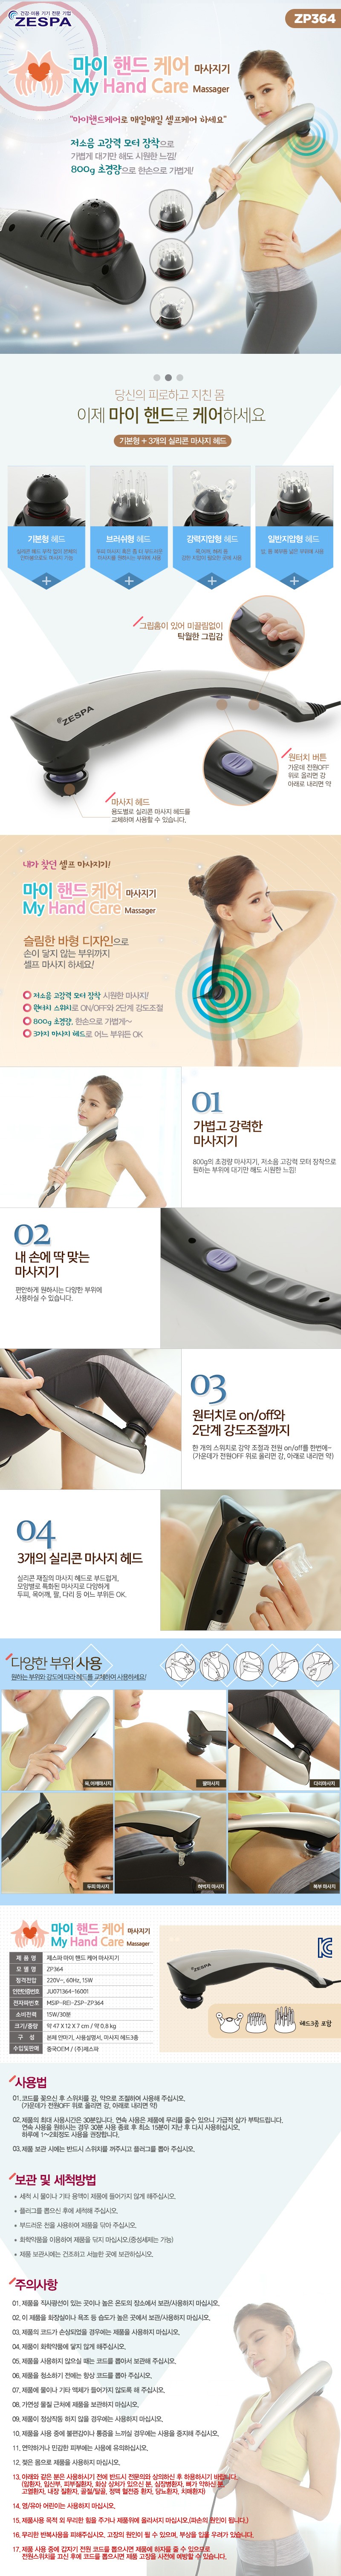 건강·미용 기기 전문 기업
ZESPA
ZP364
마이 핸드 케어 마사지기
My Hand Care Massager
"마이핸드케어로 매일매일 셀프케어 하세요"
저소음 고강력 모터 장착으로
가볍게 대기만 해도 시원한 느낌!
800g 초경량으로 한손으로 가볍게!
당신의 피로하고 지친 몸
이제 마이 핸드로 케어하세요
기본형 + 3개의 실리콘 마사지 헤드
기본형 헤드
브러쉬형 헤드
강력지압형 헤드
일반지압형 헤드
그립홈이 있어 미끌림없이
탁월한 그립감
ZESPA
원터치 버튼
가운데 전원OFF
위로 올리면 강
아래로 내리면 약
마사지 헤드
용도별로 실리콘 마사지 헤드를
교체하며 사용할 수 있습니다.
내가 찾던 셀프 마사지기!
마이 핸드 케어 마사지기
My Hand Care Massager
슬림한 바형 디자인으로
손이 닿지 않는 부위까지
셀프 마사지 하세요!
저소음 고강력 모터 장착 시원한 마사지!
원터치 스위치로 ON/OFF와 2단계 강도조절
800g 초경량, 한손으로 가볍게~
3가지 마사지 헤드로 어느 부위든 OK
01
가볍고 강력한
마사지기
800g의 초경량 마사지기, 저소음 고강력 모터 장착으로
원하는 부위에 대기만 해도 시원한 느낌!
02
내 손에 딱 맞는
마사지기
편안하게 원하시는 다양한 부위에
사용하실 수 있습니다.
03
원터치로 on/off와
2단계 강도조절까지
한 개의 스위치로 강약 조절과 전원 on/off를 한번에~
(가운데가 전원OFF 위로 올리면 강, 아래로 내리면 약)
04
3개의 실리콘 마사지 헤드
실리콘 재질의 마사지 헤드로 부드럽게,
모양별로 특화된 마사지로 다양하게
두피, 목어깨, 팔, 다리 등 어느 부위든 OK.
다양한 부위 사용
원하는 부위와 강도에 따라 헤드를 교체하여 사용하세요!
목,어깨마사지
팔마사지
다리마사지
두피 마사지
허벅지 마사지
복부 마사지
마이 핸드 케어 마사지기
My Hand Care Massager
제 품 명 제스파 마이 핸드 케어 마사지기
모 델 명 ZP364
정격전압 220V~, 60Hz, 15W
안전인증번호 JU071364-16001
전자파번호 MSIP-REI-ZSP-ZP364
소비전력 15W/30분
크기/중량 약 47 X 12 X 7 cm / 약 0.8 kg
구 성 본체 안마기, 사용설명서, 마사지 헤드3종
수입및판매 중국OEM / (주)제스파
헤드3종 포함
사용법
01. 코드를 꽂으신 후 스위치를 강, 약으로 조절하여 사용해 주십시오.
(가운데가 전원OFF 위로 올리면 강, 아래로 내리면 약)
02. 제품의 최대 사용시간은 30분입니다. 연속 사용은 제품에 무리를 줄수 있으니 가급적 삼가 부탁드립니다.
연속 사용을 원하시는 경우 30분 사용 종료 후 최소 15분이 지난 후 다시 사용하십시오.
하루에 1~2회정도 사용을 권장합니다.
03. 제품 보관 시에는 반드시 스위치를 꺼주시고 플러그를 뽑아 주십시오.
보관 및 세척방법
세척 시 물이나 기타 용액이 제품에 들어가지 않게 해주십시오.
플러그를 뽑으신 후에 세척해 주십시오.
부드러운 천을 사용하여 제품을 닦아 주십시오.
화학약품을 이용하여 제품을 닦지 마십시오.(중성세제는 가능)
제품 보관시에는 건조하고 서늘한 곳에 보관하십시오.
주의사항
01. 제품을 직사광선이 있는 곳이나 높은 온도의 장소에서 보관/사용하지 마십시오.
02. 이 제품을 화장실이나 욕조 등 습도가 높은 곳에서 보관/사용하지 마십시오.
03. 제품의 코드가 손상되었을 경우에는 제품을 사용하지 마십시오.
04. 제품이 화학약품에 닿지 않게 해주십시오.
05. 제품을 사용하지 않으실 때는 코드를 뽑아서 보관해 주십시오.
06. 제품을 청소하기 전에는 항상 코드를 뽑아 주십시오.
07. 제품에 물이나 기타 액체가 들어가지 않도록 해 주십시오.
08. 가연성 물질 근처에 제품을 보관하지 마십시오.
09. 제품이 정상작동 하지 않을 경우에는 사용하지 마십시오.
10. 제품을 사용 중에 불편감이나 통증을 느끼실 경우에는 사용을 중지해 주십시오.
11. 연약하거나 민감한 피부에는 사용에 유의하십시오.
12. 젖은 몸으로 제품을 사용하지 마십시오.
13. 아래와 같은 분은 사용하시기 전에 반드시 전문의와 상의하신 후 하용하시기 바랍니다.
(암환자, 임산부, 피부질환자, 화상 상처가 있으신 분, 심장병환자, 뼈가 약하신 분,
고열환자, 내장 질환자, 골절/탈골, 정맥 혈전증 환자, 당뇨환자, 치매환자)
14. 영/유아 어린이는 사용하지 마십시오.
15. 제품사용 목적 외 무리한 힘을 주거나 제품위에 올라서지 마십시오.(파손의 원인이 됩니다.)
16. 무리한 반복사용을 피해주십시오. 고장의 원인이 될 수 있으며, 부상을 입을 우려가 있습니다.
17. 제품 사용 중에 갑자기 전원 코드를 뽑으시면 제품에 하자를 줄 수 있으므로
전원스위치를 끄신 후에 코드를 뽑으시면 제품 고장을 사전에 예방할 수 있습니다.